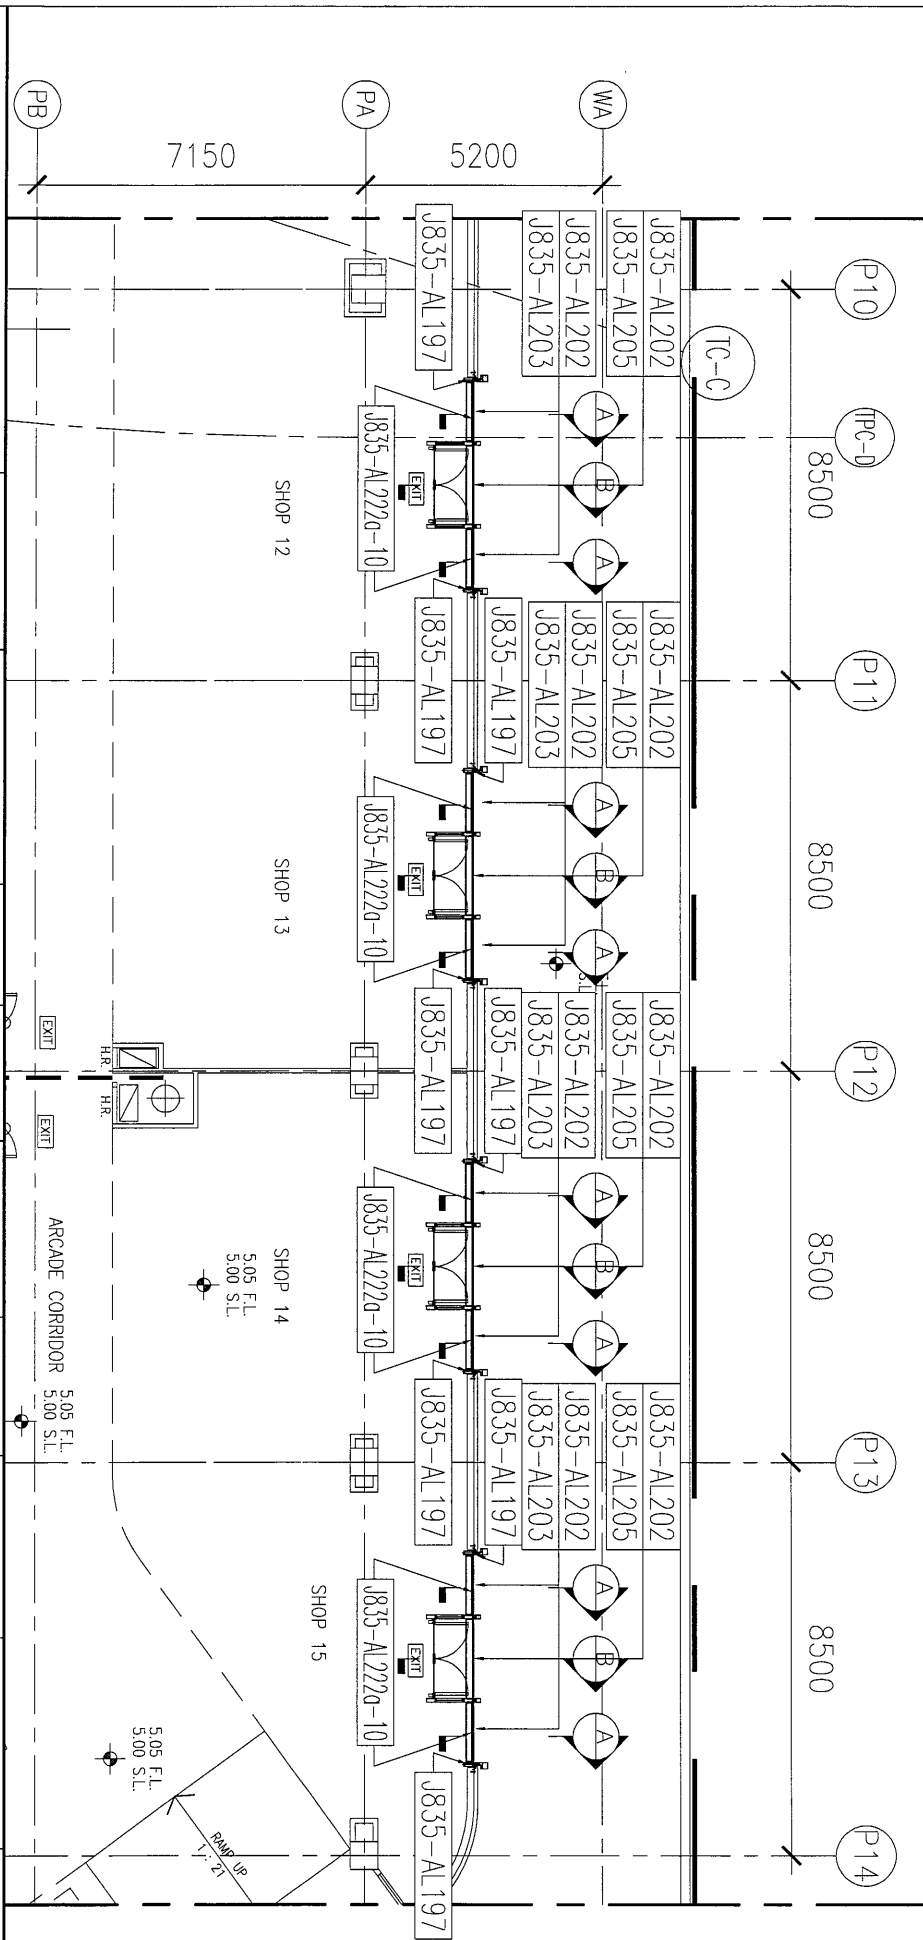 P10
TPC-D
P11
P12
P13
P14
8500
8500
8500
8500
TC-C
J835-AL202
J835-AL205
J835-AL202
J835-AL203
J835-AL202
J835-AL205
J835-AL202
J835-AL203
J835-AL202
J835-AL205
J835-AL202
J835-AL203
J835-AL202
J835-AL205
J835-AL202
J835-AL203
WA
A
B
A
A
B
A
A
B
A
A
B
A
S.L
5200
J835-AL197
J835-AL197
J835-AL197
J835-AL197
J835-AL197
J835-AL197
J835-AL197
J835-AL197
EXIT
EXIT
EXIT
EXIT
PA
J835-AL222a-10
J835-AL222a-10
J835-AL222a-10
J835-AL222a-10
7150
SHOP 12
SHOP 13
SHOP 14
5.05 F.L.
5.00 S.L.
SHOP 15
RAMP UP
1 : 21
H.R.
H.R.
5.05 F.L.
5.00 S.L.
PB
EXIT
EXIT
ARCADE CORRIDOR
5.05 F.L.
5.00 S.L.